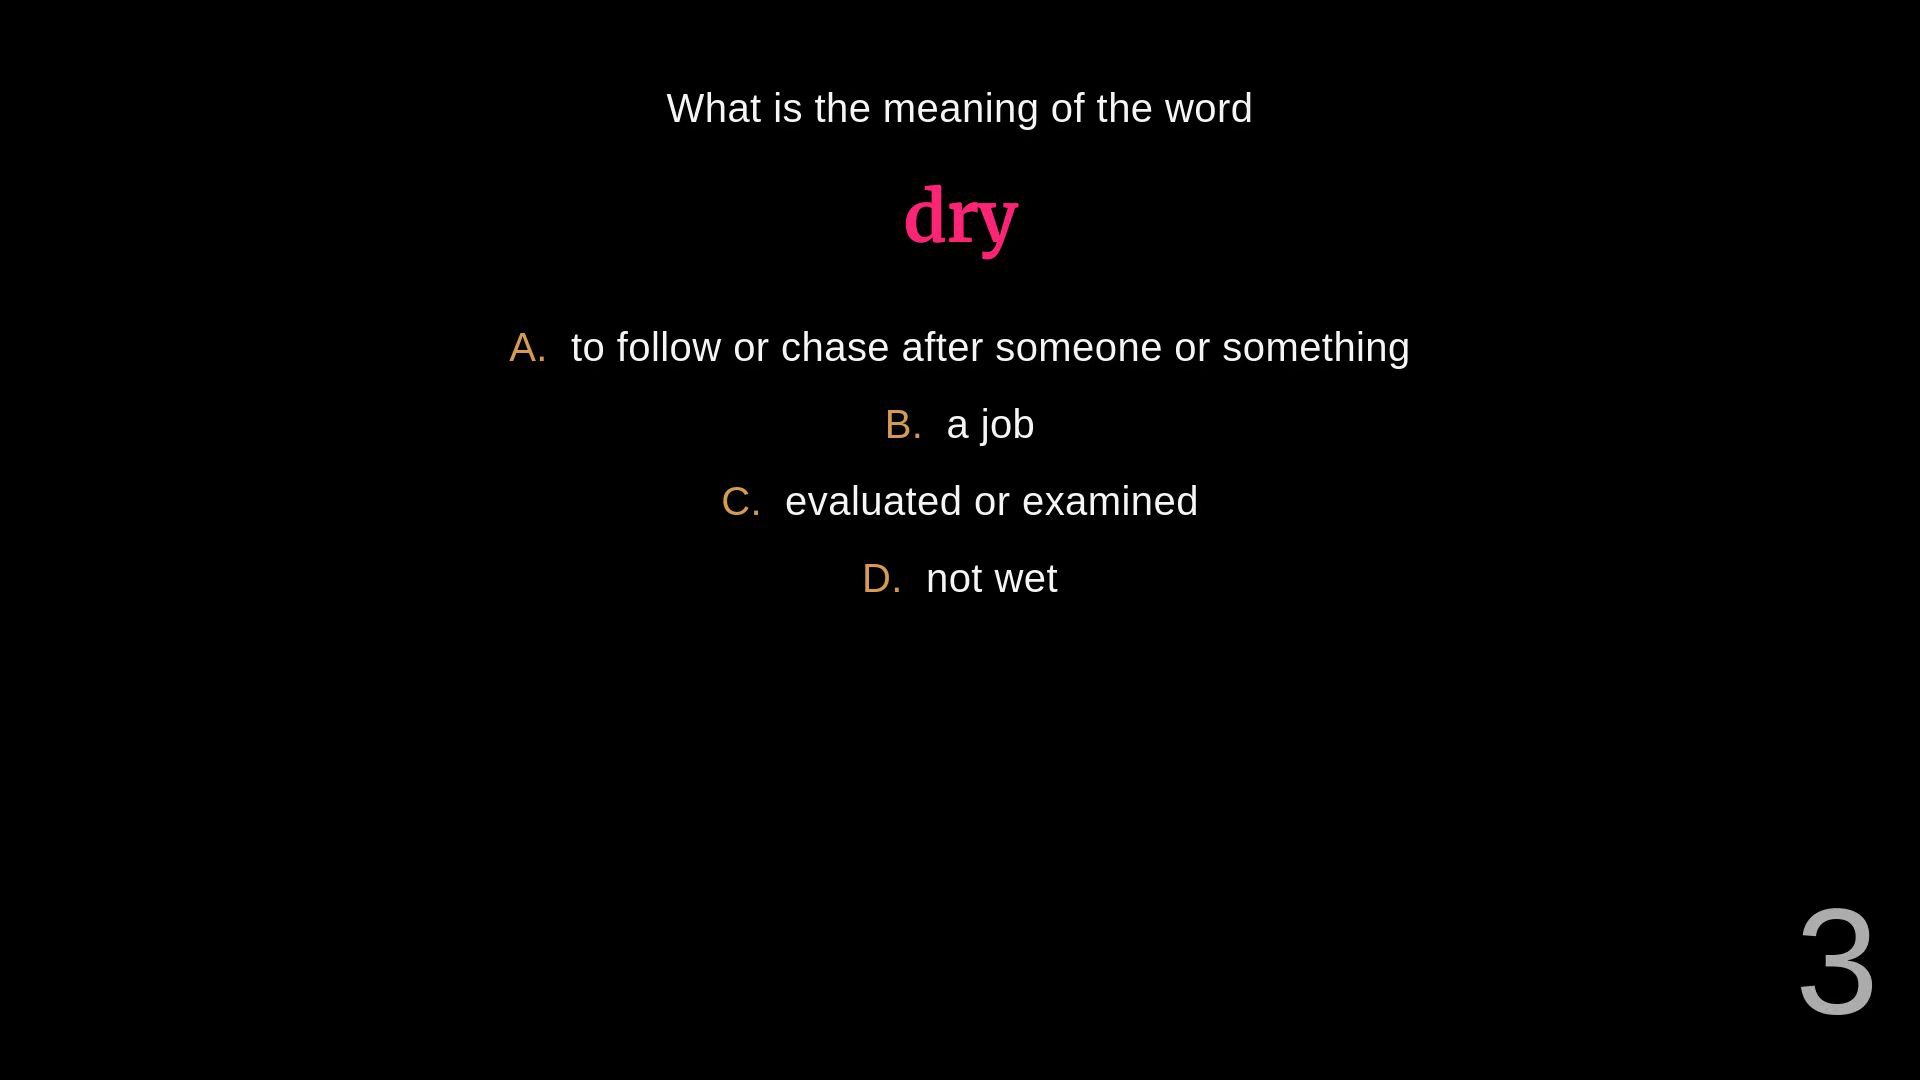 What is the meaning of the word
dry
A. to follow or chase after someone or something
B. a job
C. evaluated or examined
D. not wet
3